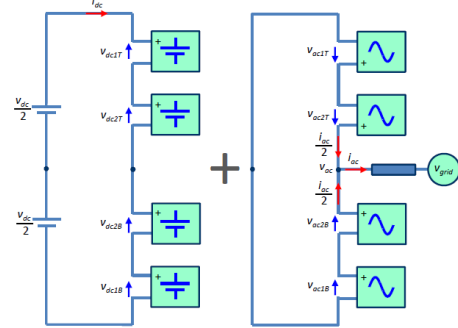 i_dc
v_dc1T
+
v_dc2T
+
v_dc/2
v_dc/2
v_dc2B
+
v_dc1B
+
+
v_ac1T
+
v_ac2T
+
i_ac/2
v_ac
i_ac
v_grid
i_ac/2
v_ac2B
+
v_ac1B
+